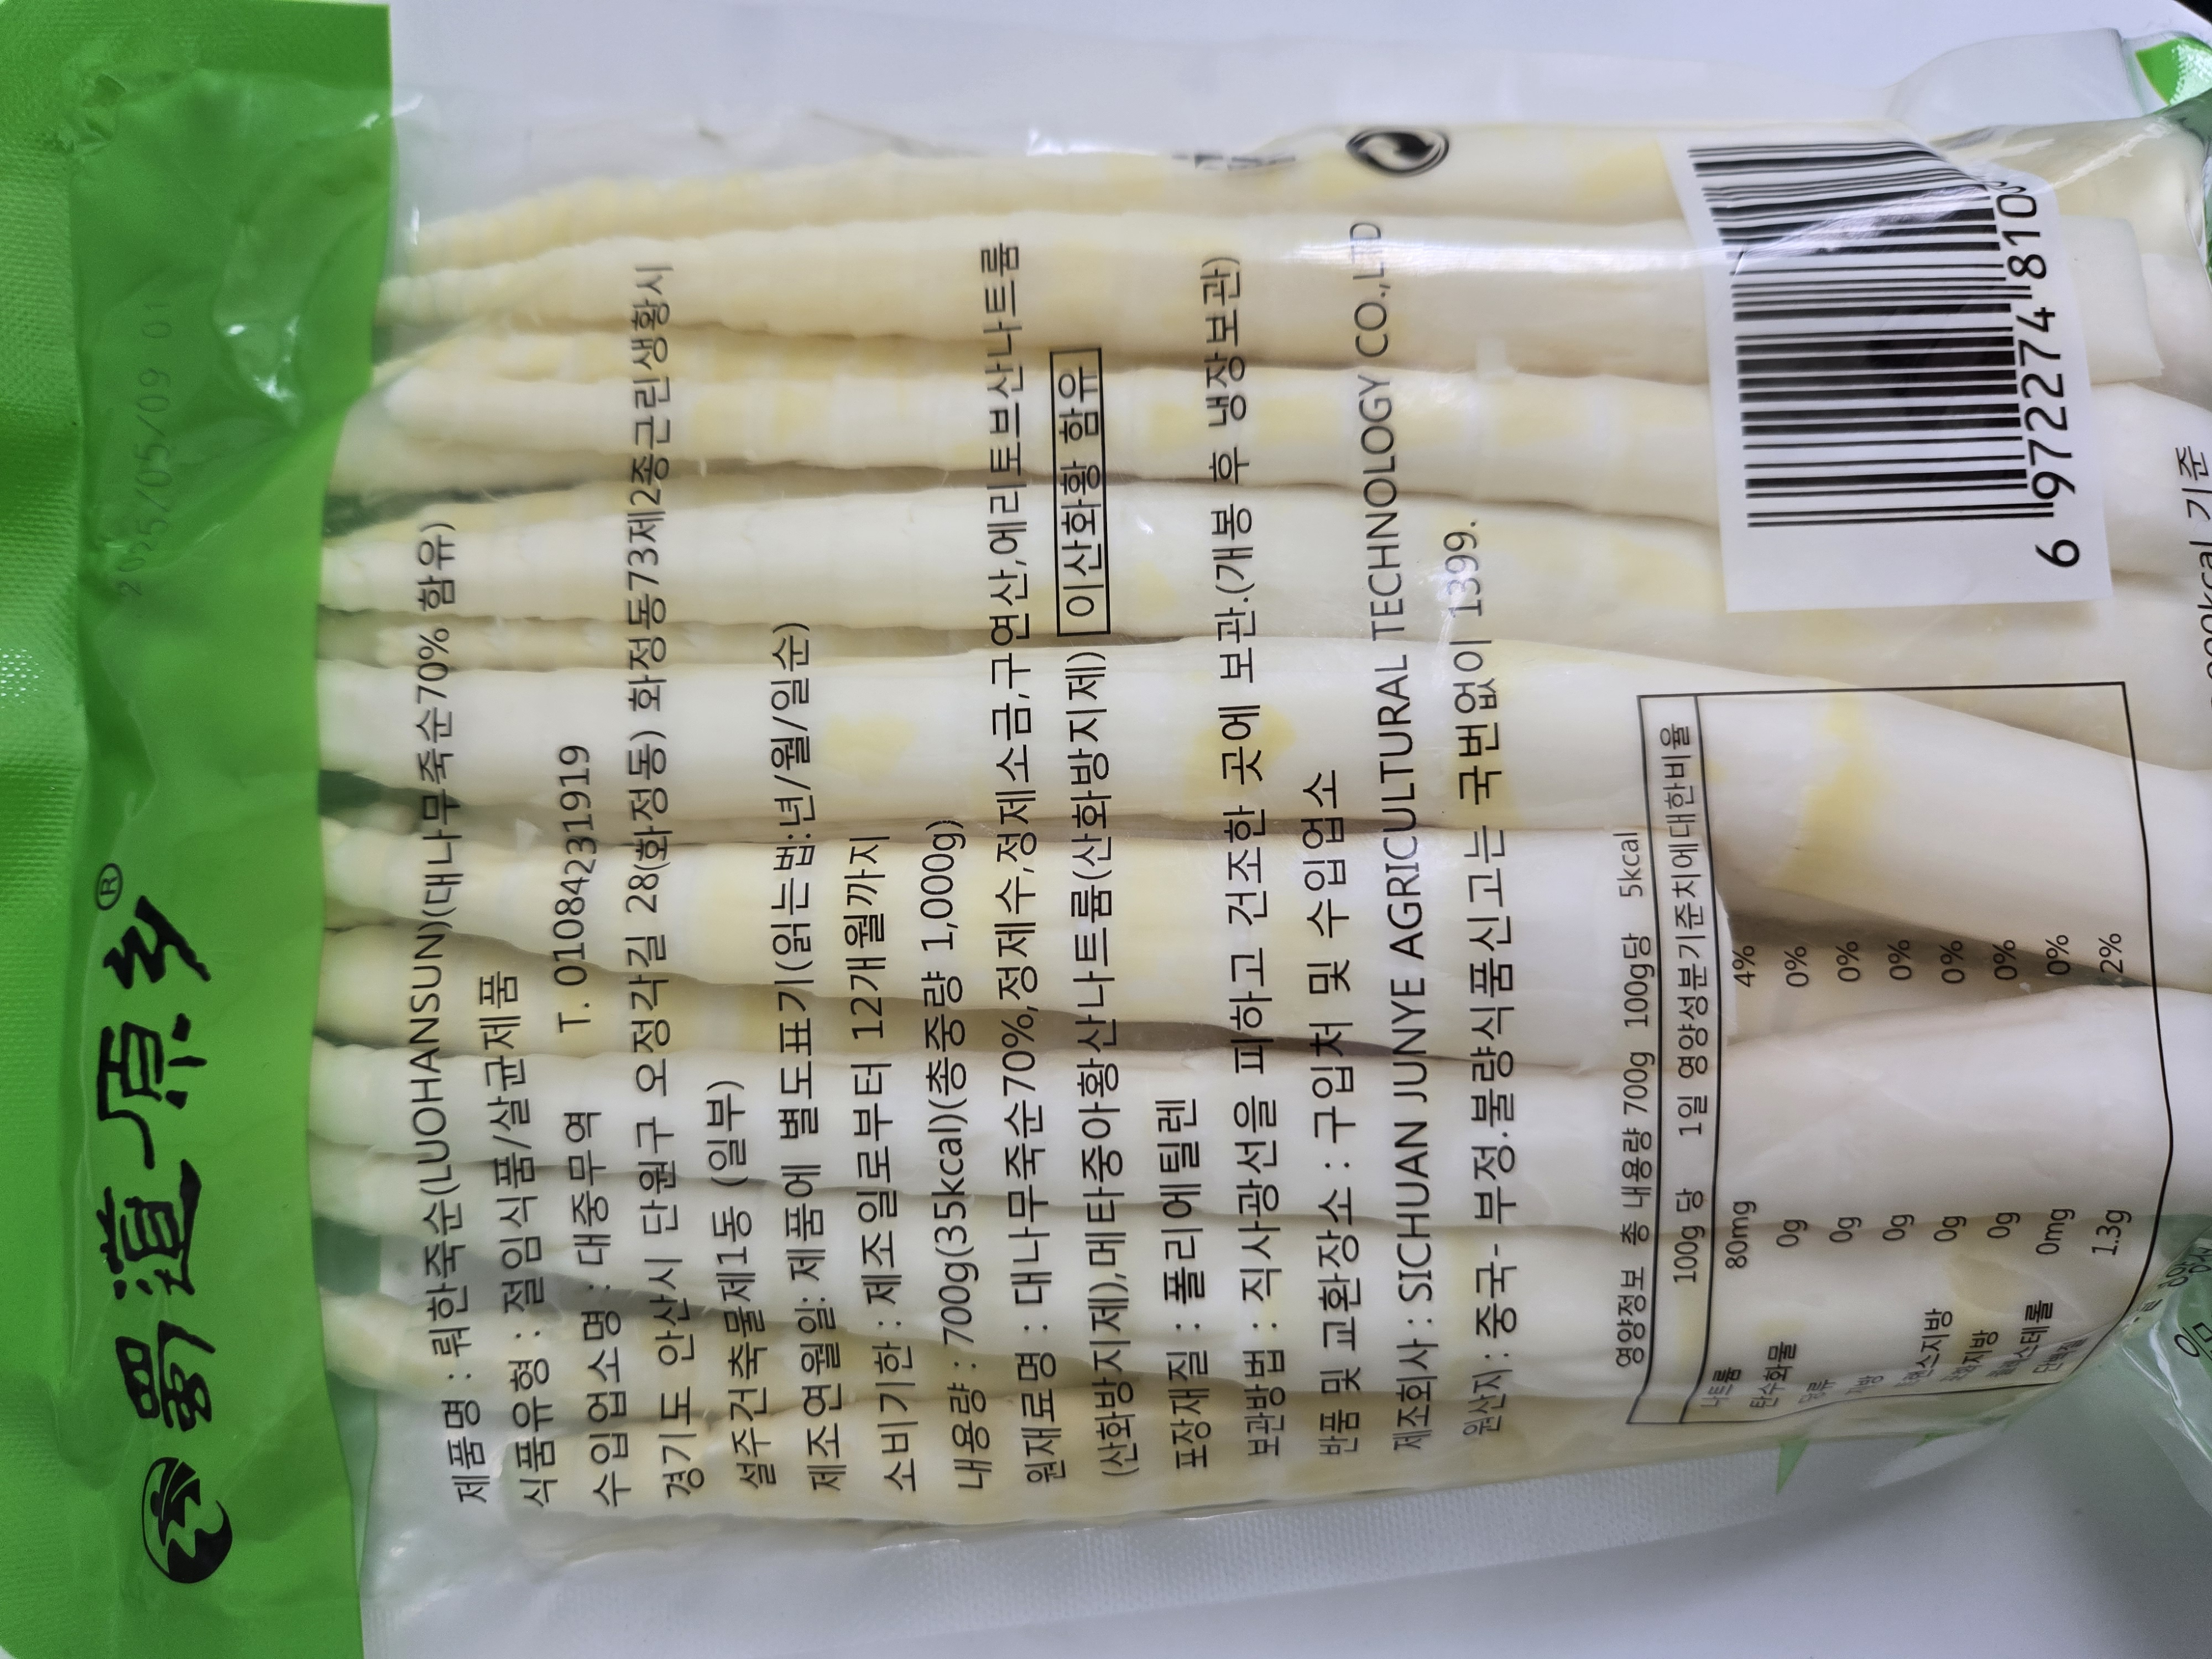 蜀道原乡®
2025/05/09 01
제품명 : 뤄한죽순(LUOHANSUN)(대나무죽순70% 함유)
식품유형 : 절임식품/살균제품
수입업소명 : 대중무역 T. 01084231919
경기도 안산시 단원구 오정각길 28(화정동) 화정동73제2종근린생황시
설주건축물제1동 (일부)
제조연월일: 제품에 별도표기(읽는법:년/월/일순)
소비기한 : 제조일로부터 12개월까지
내용량 : 700g(35kcal)(총중량 1,000g)
원재료명 : 대나무죽순70%,정제수,정제소금,구연산,에리토브산나트륨
(산화방지제),메타중아황산나트륨(산화방지제) 이산화황 함유
포장재질 : 폴리에틸렌
보관방법 : 직사광선을 피하고 건조한 곳에 보관.(개봉 후 냉장보관)
반품 및 교환장소 : 구입처 및 수입업소
제조회사 : SICHUAN JUNYE AGRICULTURAL TECHNOLOGY CO.,LTD
원산지 : 중국- 부정.불량식품신고는 국번없이 1399.
영양정보 총 내용량 700g 100g당 5kcal
100g 당 1일 영양성분기준치에대한비율
나트륨 80mg 4%
탄수화물 0g 0%
당류 0g 0%
지방 0g 0%
트랜스지방 0g 0%
포화지방 0g 0%
콜레스테롤 0mg 0%
단백질 1.3g 2%
kcal 기준
6 972274 810